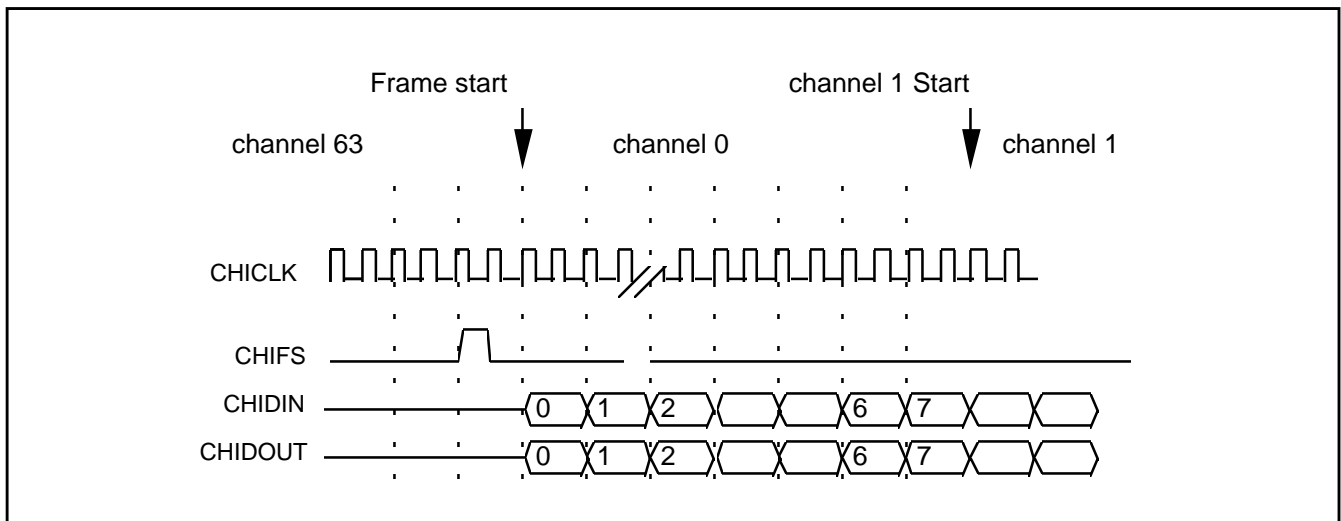 Frame start channel 1 Start
channel 63 channel 0 channel 1
CHICLK
CHIFS
CHIDIN 0 1 2 6 7
CHIDOUT 0 1 2 6 7